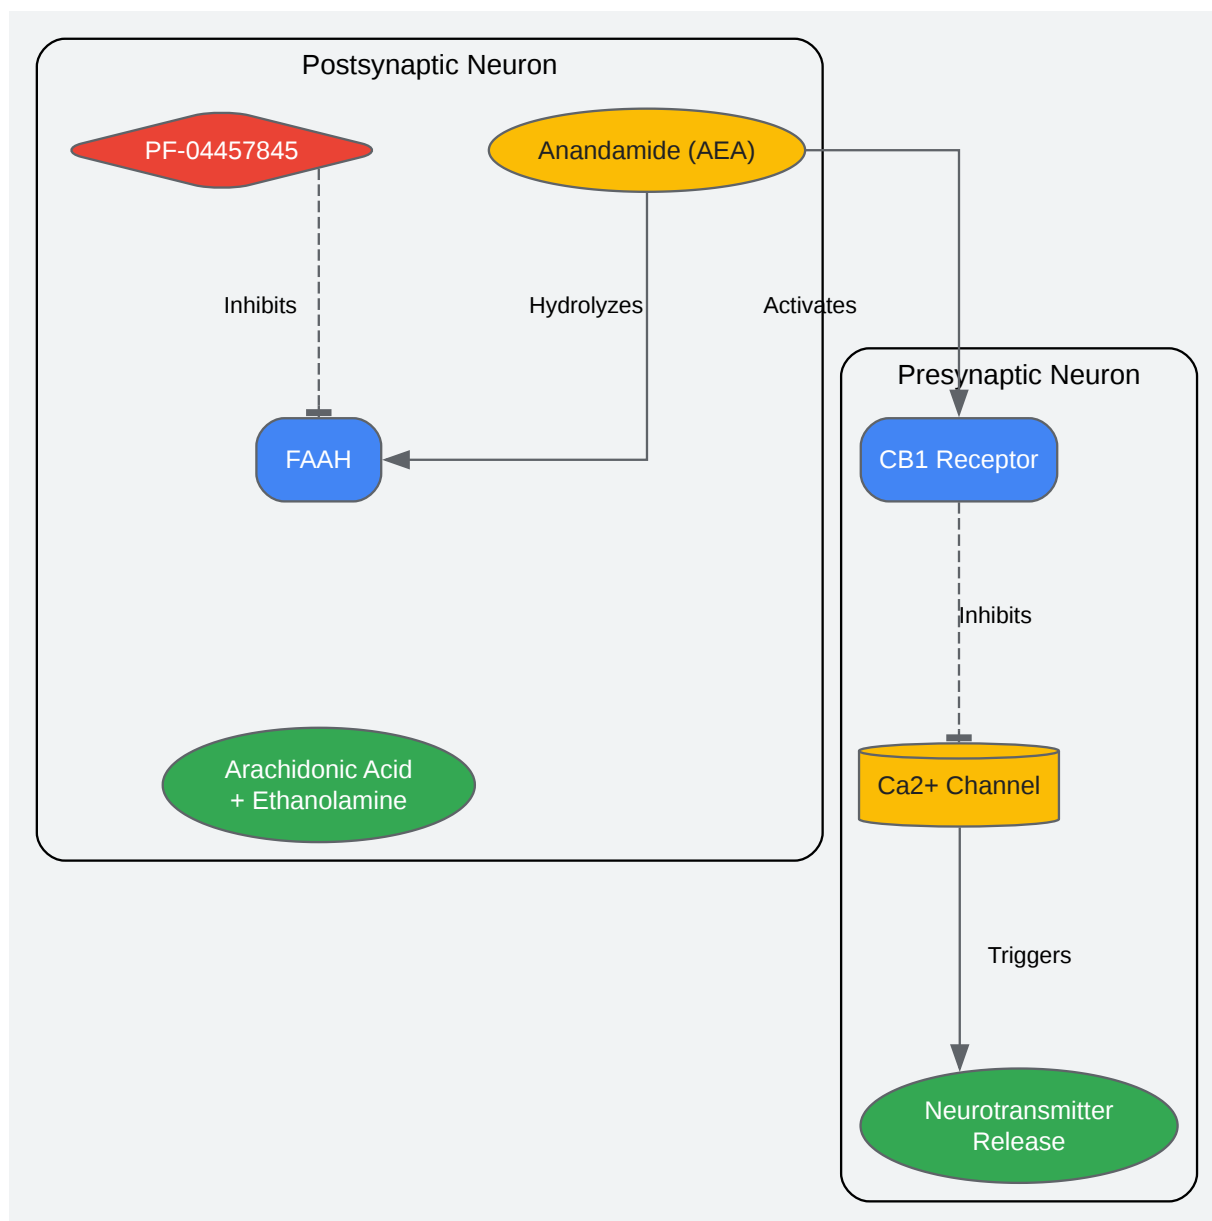 Postsynaptic Neuron
PF-04457845
Anandamide (AEA)
Inhibits
Hydrolyzes
Activates
Presynaptic Neuron
FAAH
CB1 Receptor
Inhibits
Arachidonic Acid
+ Ethanolamine
Ca2+ Channel
Triggers
Neurotransmitter
Release